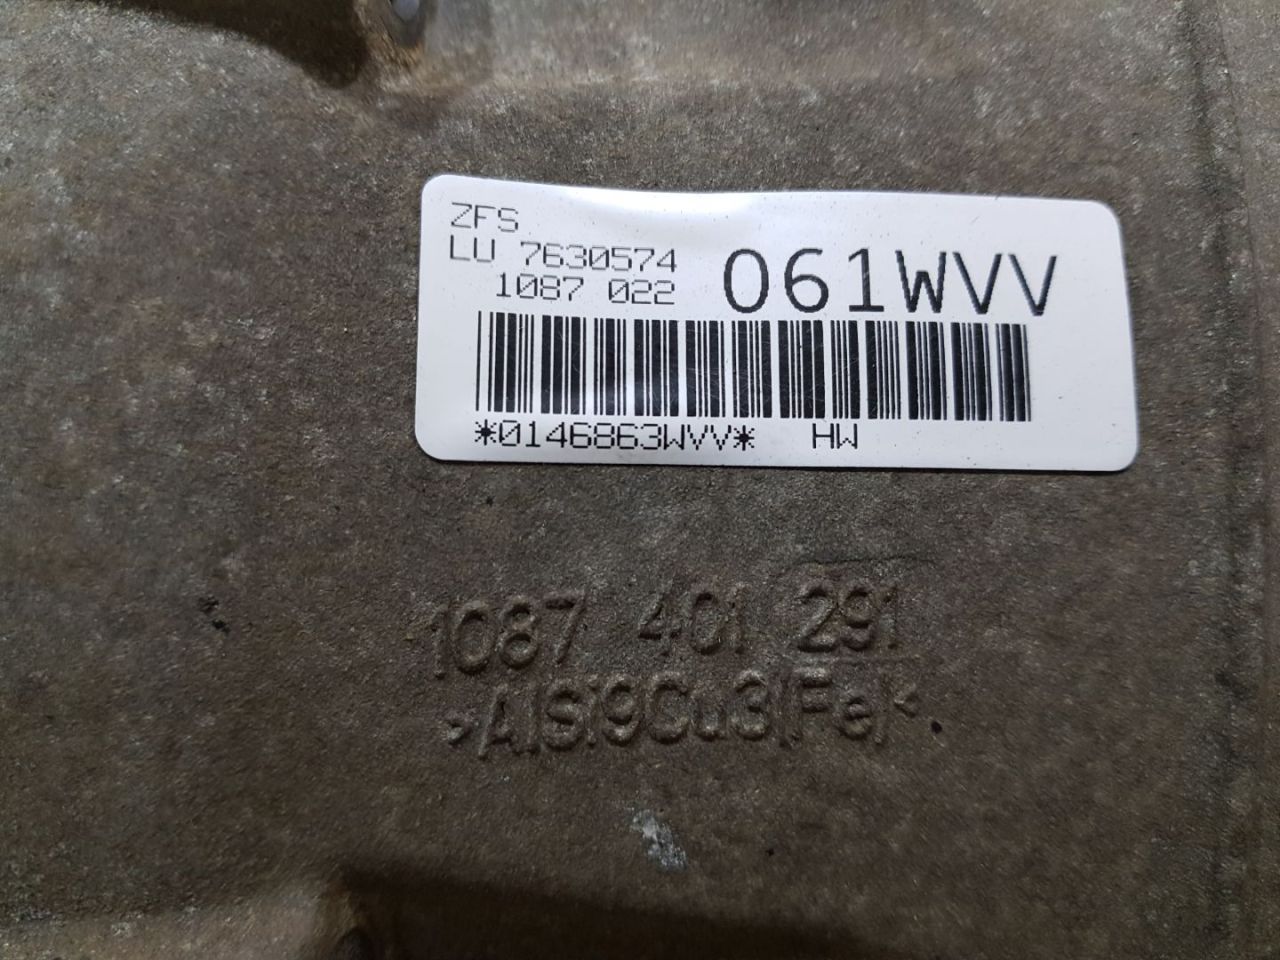 ZFS
LU 7630574
1087 022
061WVV
*0146863WVV* HW
1087 401 291
>AlSi9Cu3(Fe)<